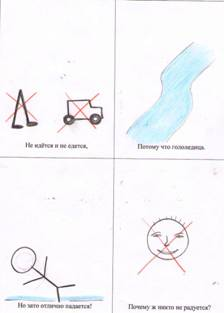 Не идётся и не едется,
Потому что гололедица.
Но зато отлично падается!
Почему ж никто не радуется?